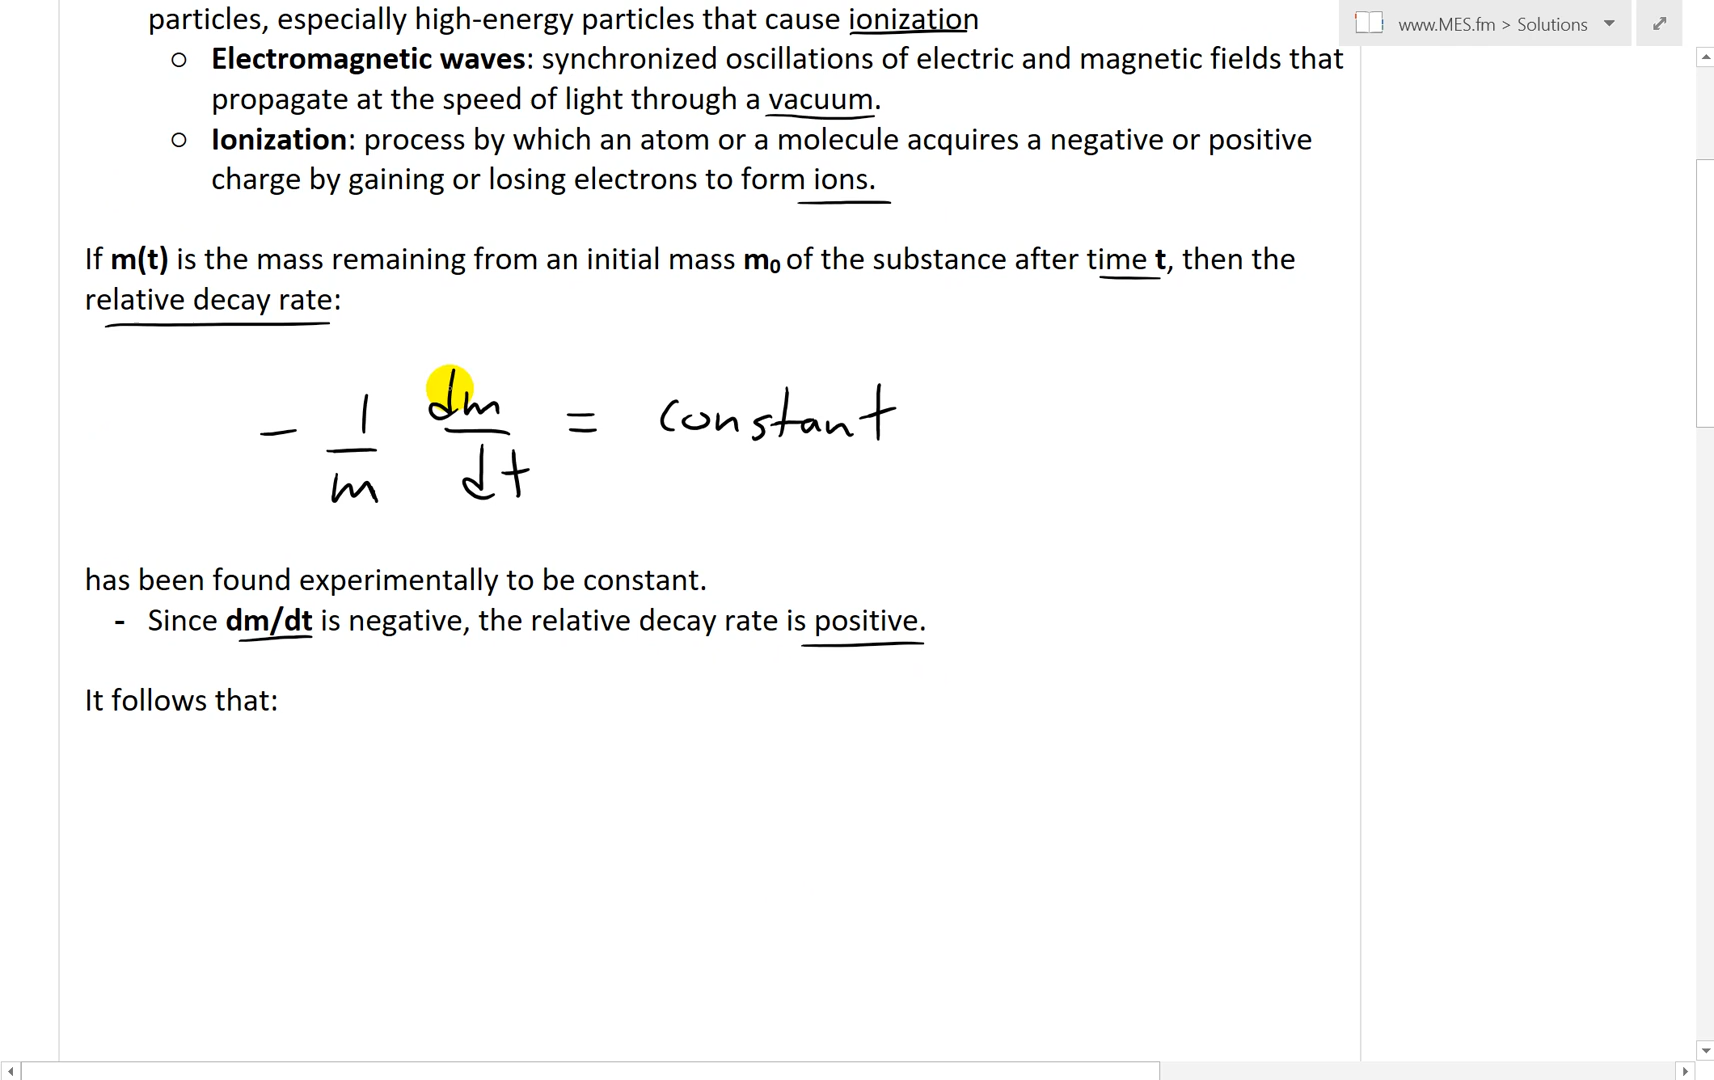 particles, especially high-energy particles that cause ionization
www.MES.fm > Solutions
○ Electromagnetic waves: synchronized oscillations of electric and magnetic fields that
propagate at the speed of light through a vacuum.
○ Ionization: process by which an atom or a molecule acquires a negative or positive
charge by gaining or losing electrons to form ions.
If m(t) is the mass remaining from an initial mass m₀ of the substance after time t, then the
relative decay rate:
- 1/m dm/dt = constant
has been found experimentally to be constant.
- Since dm/dt is negative, the relative decay rate is positive.
It follows that: